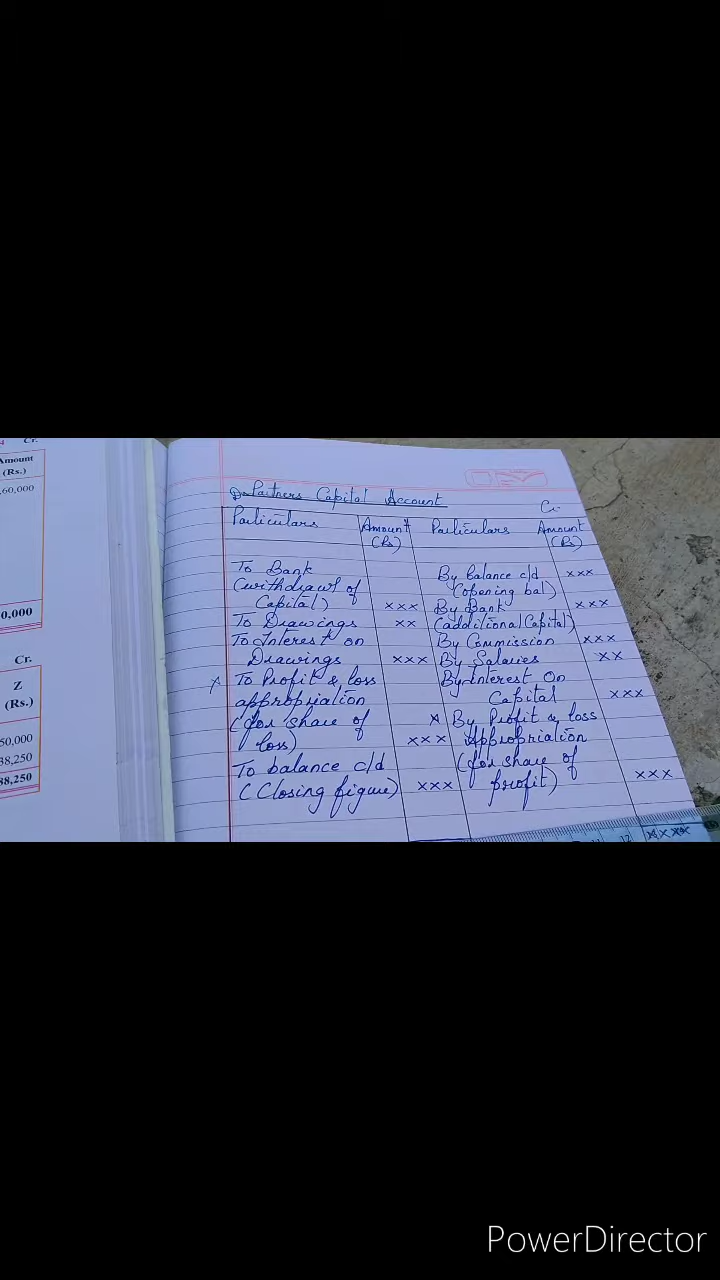 Cr.
Amount
(Rs.)
60,000
0,000
Cr.
Z
(Rs.)
50,000
38,250
38,250
Dr Partners Capital Account
Cr.
Particulars Amount (Rs) Particulars Amount (Rs)
To Bank
(withdrawl of
Capital) xxx
To Drawings xx
To Interest on
Drawings xxx
x To Profit & loss
appropriation
(for share of
loss) xxx
To balance c/d
(Closing figure) xxx
By balance c/d xxx
(opening bal)
By Bank xxx
(additional Capital)
By Commission xxx
By Salaries xx
By Interest On
Capital xxx
x By Profit & loss
Appropriation
(for share of
profit) xxx
12 xxxx
PowerDirector